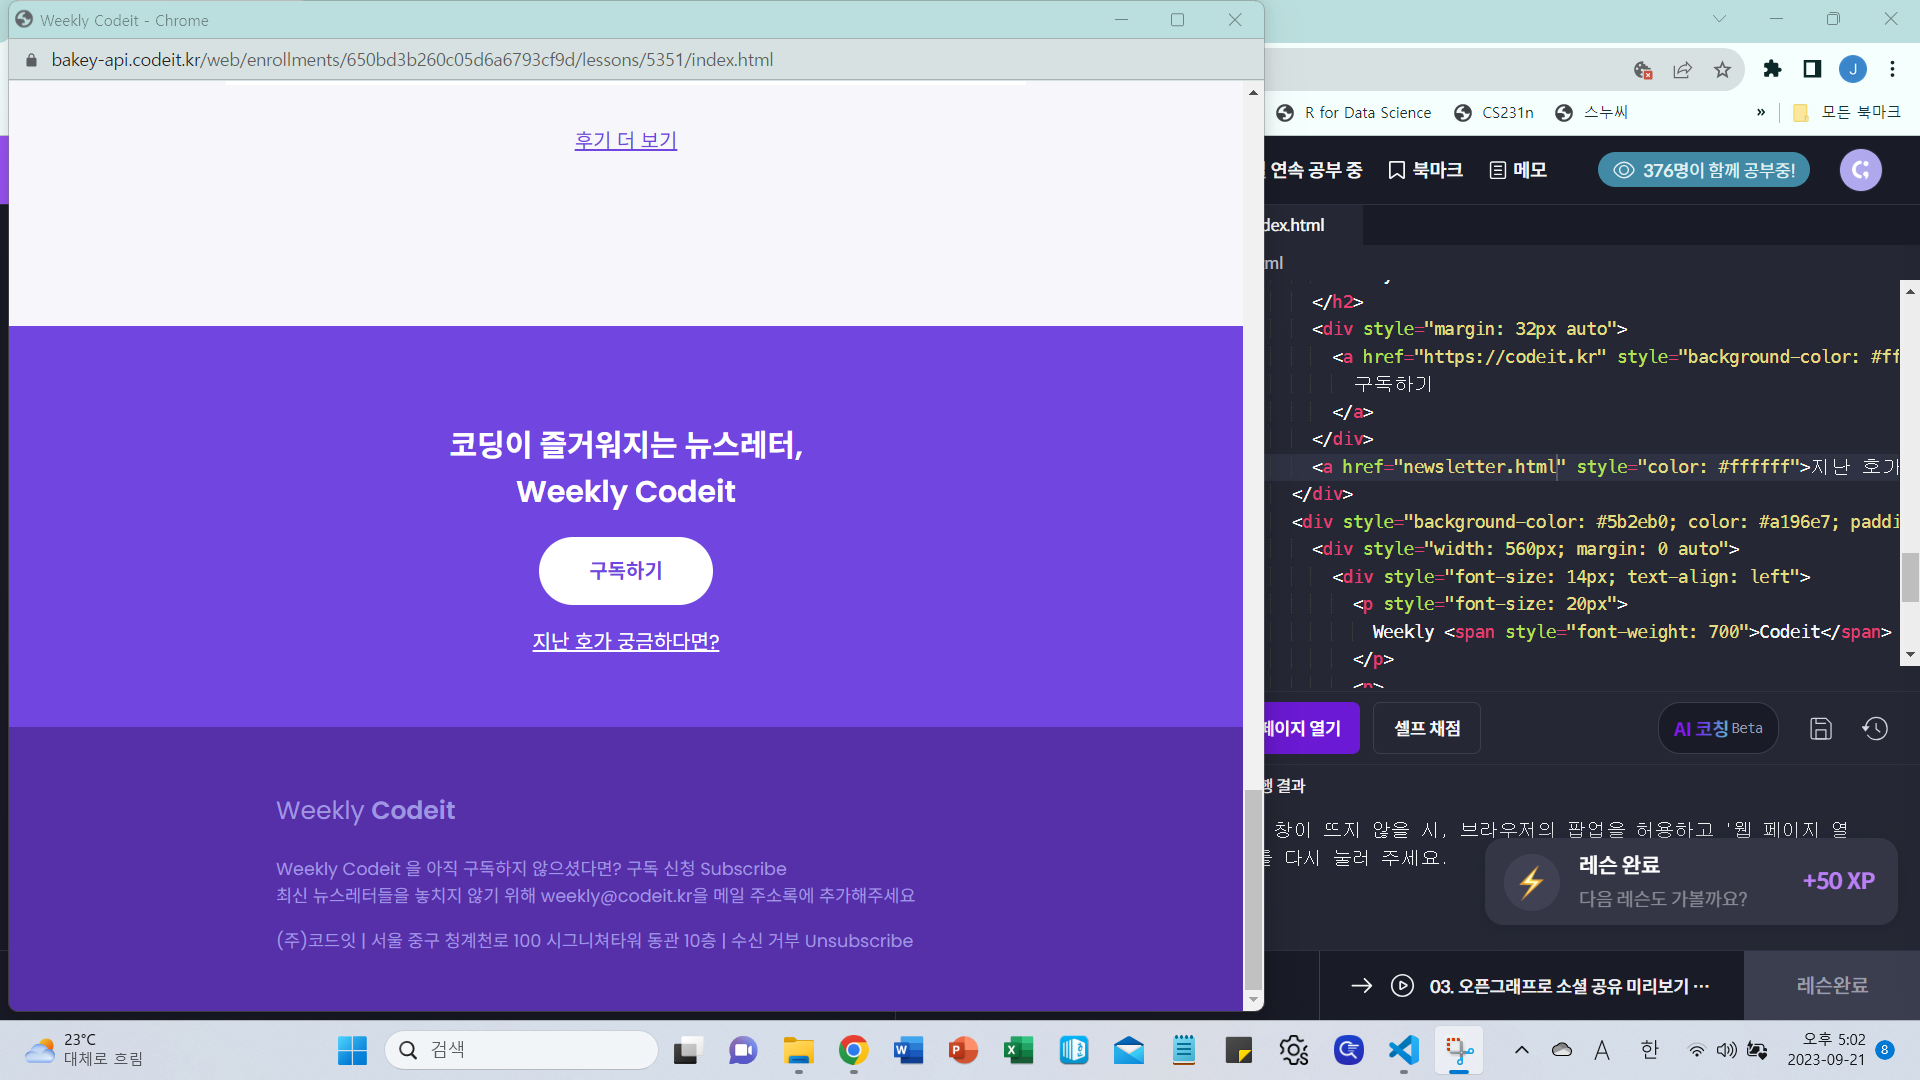 Weekly Codeit - Chrome
bakey-api.codeit.kr/web/enrollments/650bd3b260c05d6a6793cf9d/lessons/5351/index.html
후기 더 보기
코딩이 즐거워지는 뉴스레터,
Weekly Codeit
구독하기
지난 호가 궁금하다면?
Weekly Codeit
Weekly Codeit 을 아직 구독하지 않으셨다면? 구독 신청 Subscribe
최신 뉴스레터들을 놓치지 않기 위해 weekly@codeit.kr을 메일 주소록에 추가해주세요
(주)코드잇 | 서울 중구 청계천로 100 시그니쳐타워 동관 10층 | 수신 거부 Unsubscribe
J
R for Data Science
CS231n
스누씨
»
모든 북마크
연속 공부 중
북마크
메모
376명이 함께 공부중!
dex.html
ml
</h2>
<div style="margin: 32px auto">
<a href="https://codeit.kr" style="background-color: #ff
구독하기
</a>
</div>
<a href="newsletter.html" style="color: #ffffff">지난 호가
</div>
<div style="background-color: #5b2eb0; color: #a196e7; paddi
<div style="width: 560px; margin: 0 auto">
<div style="font-size: 14px; text-align: left">
<p style="font-size: 20px">
Weekly <span style="font-weight: 700">Codeit</span>
</p>
<p>
페이지 열기
셀프 채점
AI 코칭 Beta
행 결과
창이 뜨지 않을 시, 브라우저의 팝업을 허용하고 '웹 페이지 열
를 다시 눌러 주세요.
레슨 완료
다음 레슨도 가볼까요?
+50 XP
03. 오픈그래프로 소셜 공유 미리보기 ···
레슨완료
23°C
대체로 흐림
검색
A
한
오후 5:02
2023-09-21
8